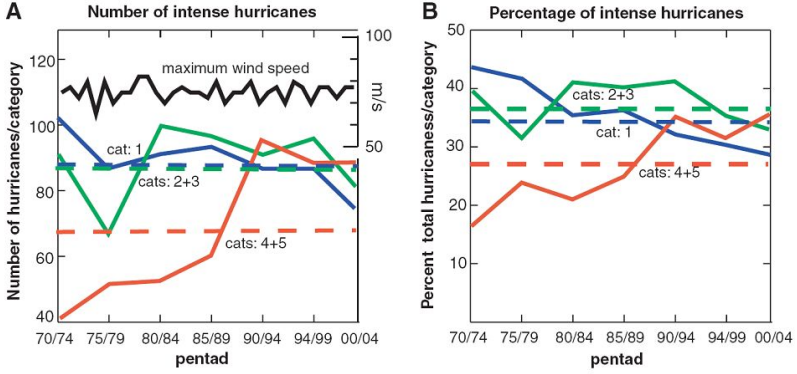 A
Number of intense hurricanes
Number of hurricanes/category
120
100
80
60
40
100
50
m/s
maximum wind speed
cat: 1
cats: 2+3
cats: 4+5
70/74 75/79 80/84 85/89 90/94 94/99 00/04
pentad
B
Percentage of intense hurricanes
Percent total hurricaness/category
50
40
30
20
10
cats: 2+3
cat: 1
cats: 4+5
70/74 75/79 80/84 85/89 90/94 94/99 00/04
pentad